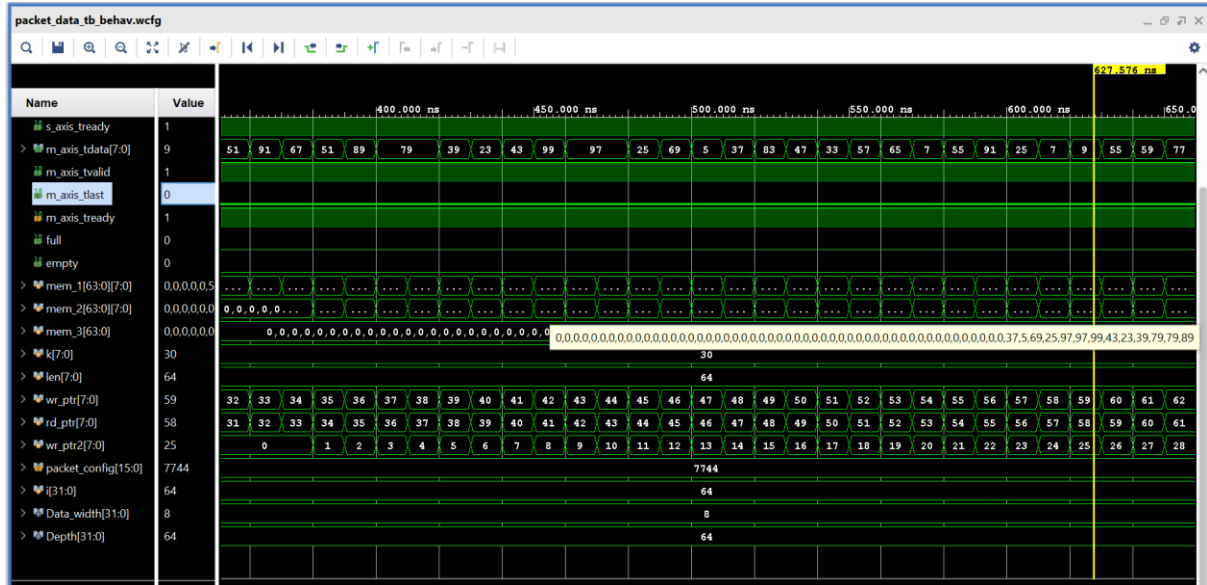 packet_data_tb_behav.wcfg
627.576 ns
Name Value
400.000 ns 450.000 ns 500.000 ns 550.000 ns 600.000 ns 650.0
s_axis_tready 1
m_axis_tdata[7:0] 9 51 91 67 51 89 79 39 23 43 99 97 25 69 5 37 83 47 33 57 65 7 55 91 25 7 9 55 59 77
m_axis_tvalid 1
m_axis_tlast 0
m_axis_tready 1
full 0
empty 0
mem_1[63:0][7:0] 0,0,0,0,0,5 ... ... ... ... ... ... ... ... ... ... ... ... ... ... ... ... ... ... ... ... ... ... ... ... ... ... ... ... ... ... ...
mem_2[63:0][7:0] 0,0,0,0,0,0 0,0,0,0,0... ... ... ... ... ... ... ... ... ... ... ... ... ... ... ... ... ... ... ... ... ... ... ... ... ... ... ... ...
mem_3[63:0] 0,0,0,0,0,0 0,0,0,0,0,0,0,0,0,0,0,0,0,0,0,0,0,0,0,0,0,0
37,5,69,25,97,97,99,43,23,39,79,79,89
k[7:0] 30 30
len[7:0] 64 64
wr_ptr[7:0] 59 32 33 34 35 36 37 38 39 40 41 42 43 44 45 46 47 48 49 50 51 52 53 54 55 56 57 58 59 60 61 62
rd_ptr[7:0] 58 31 32 33 34 35 36 37 38 39 40 41 42 43 44 45 46 47 48 49 50 51 52 53 54 55 56 57 58 59 60 61
wr_ptr2[7:0] 25 0 1 2 3 4 5 6 7 8 9 10 11 12 13 14 15 16 17 18 19 20 21 22 23 24 25 26 27 28
packet_config[15:0] 7744 7744
i[31:0] 64 64
Data_width[31:0] 8 8
Depth[31:0] 64 64